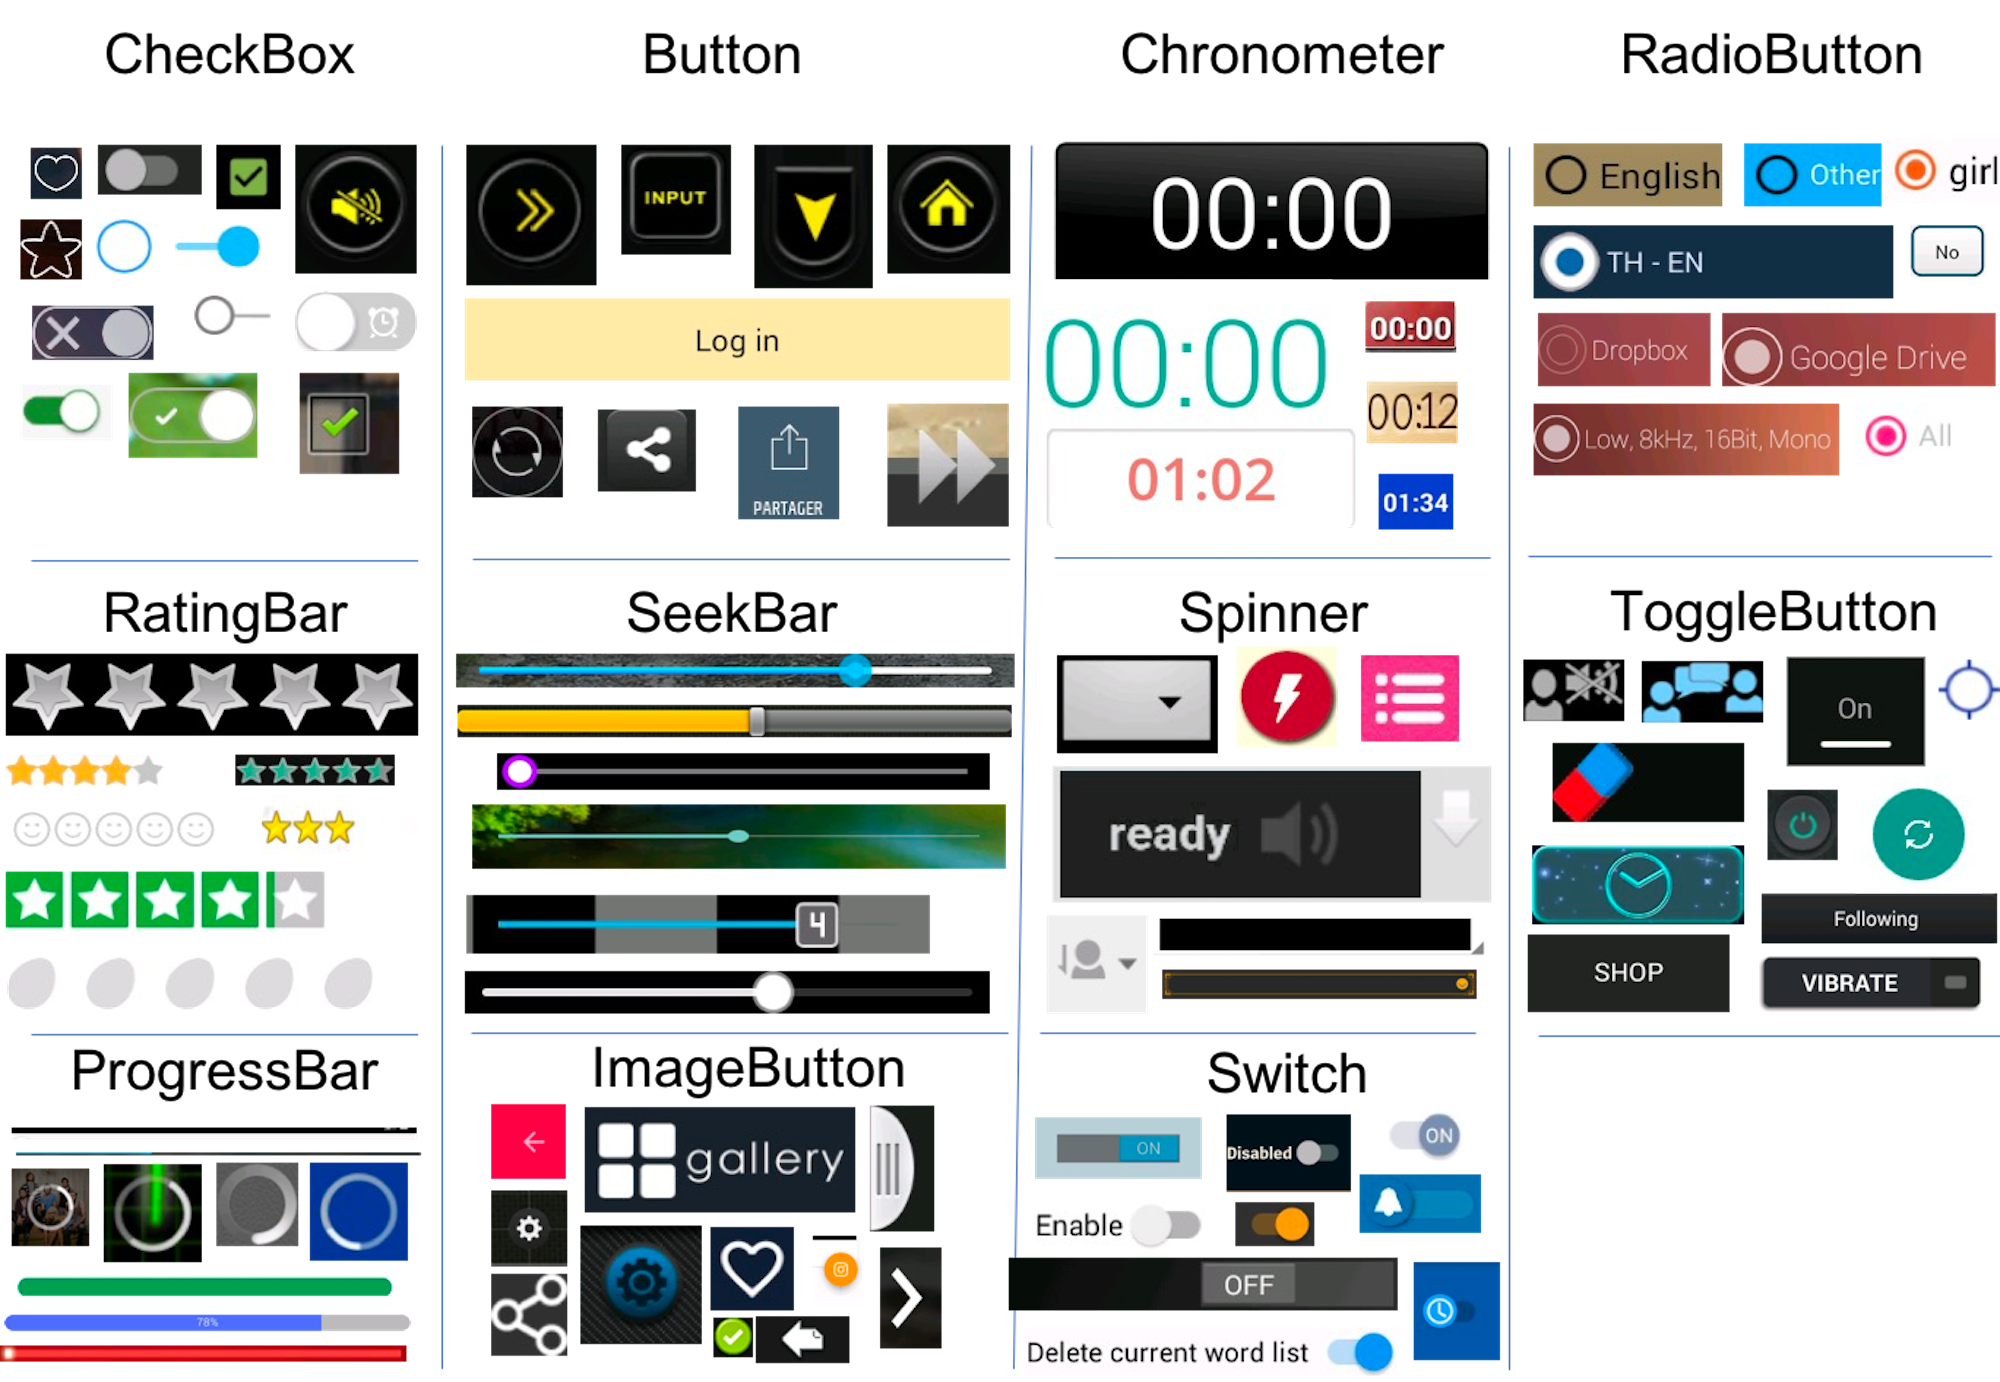 CheckBox
Button
Chronometer
RadioButton
INPUT
Log in
PARTAGER
00:00
00:00
00:00
00:12
01:02
01:34
English
Other
girl
TH - EN
No
Dropbox
Google Drive
Low, 8kHz, 16Bit, Mono
All
RatingBar
SeekBar
Spinner
ToggleButton
4
ready
On
Following
SHOP
VIBRATE
ProgressBar
ImageButton
Switch
78%
gallery
ON
Disabled
ON
Enable
OFF
Delete current word list